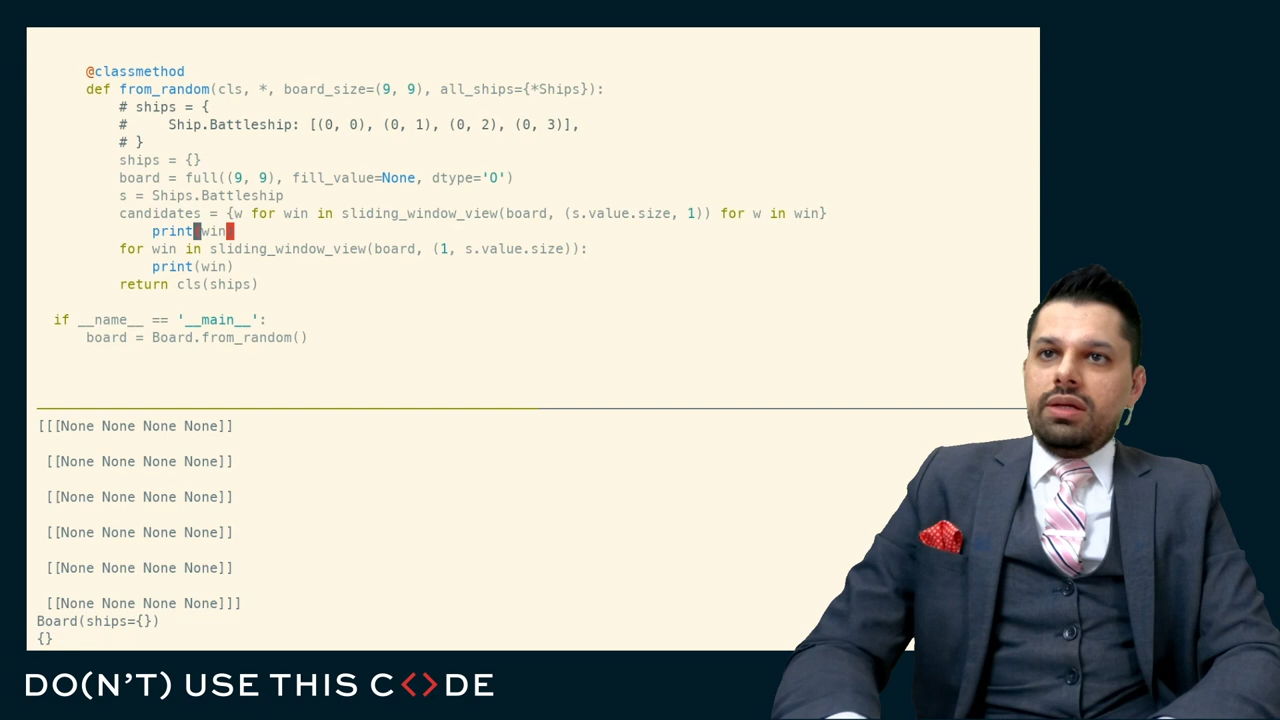 @classmethod
def from_random(cls, *, board_size=(9, 9), all_ships={*Ships}):
# ships = {
#     Ship.Battleship: [(0, 0), (0, 1), (0, 2), (0, 3)],
# }
ships = {}
board = full((9, 9), fill_value=None, dtype='O')
s = Ships.Battleship
candidates = {w for win in sliding_window_view(board, (s.value.size, 1)) for w in win}
print(win)
for win in sliding_window_view(board, (1, s.value.size)):
print(win)
return cls(ships)
if __name__ == '__main__':
board = Board.from_random()
[[[None None None None]]
[[None None None None]]
[[None None None None]]
[[None None None None]]
[[None None None None]]
[[None None None None]]]
Board(ships={})
{}
DO(N'T) USE THIS C<>DE